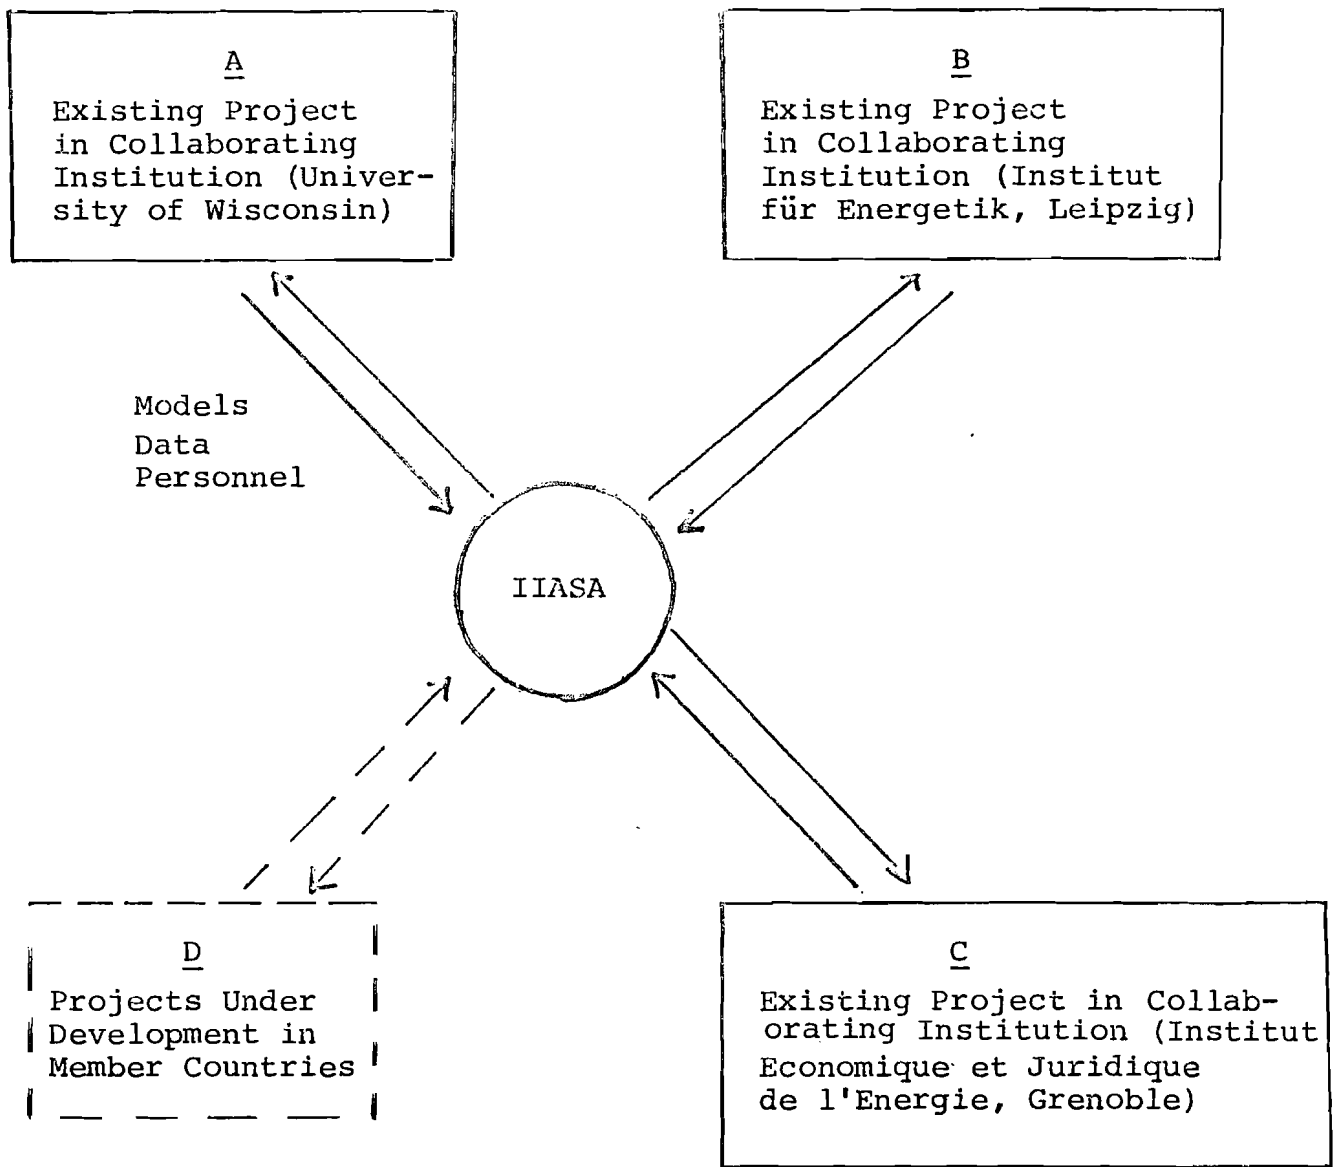 A
Existing Project
in Collaborating
Institution (Univer-
sity of Wisconsin)
B
Existing Project
in Collaborating
Institution (Institut
für Energetik, Leipzig)
Models
Data
Personnel
IIASA
D
Projects Under
Development in
Member Countries
C
Existing Project in Collab-
orating Institution (Institut
Economique et Juridique
de l'Energie, Grenoble)